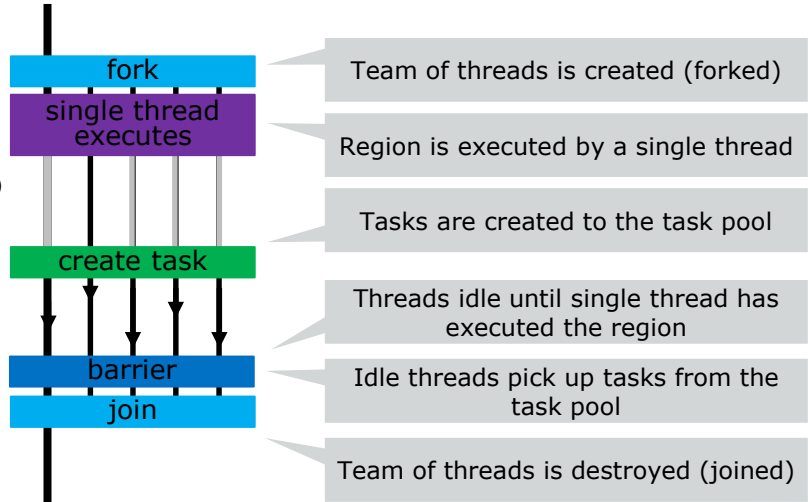 fork
Team of threads is created (forked)
single thread
executes
Region is executed by a single thread
)
Tasks are created to the task pool
create task
Threads idle until single thread has
executed the region
barrier
Idle threads pick up tasks from the
task pool
join
Team of threads is destroyed (joined)